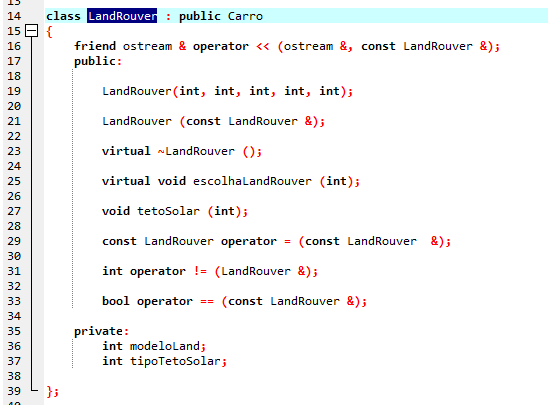 13
14 class LandRouver : public Carro
15 {
16 friend ostream & operator << (ostream &, const LandRouver &);
17 public:
18
19 LandRouver(int, int, int, int, int);
20
21 LandRouver (const LandRouver &);
22
23 virtual ~LandRouver ();
24
25 virtual void escolhaLandRouver (int);
26
27 void tetoSolar (int);
28
29 const LandRouver operator = (const LandRouver &);
30
31 int operator != (LandRouver &);
32
33 bool operator == (const LandRouver &);
34
35 private:
36 int modeloLand;
37 int tipoTetoSolar;
38
39 };